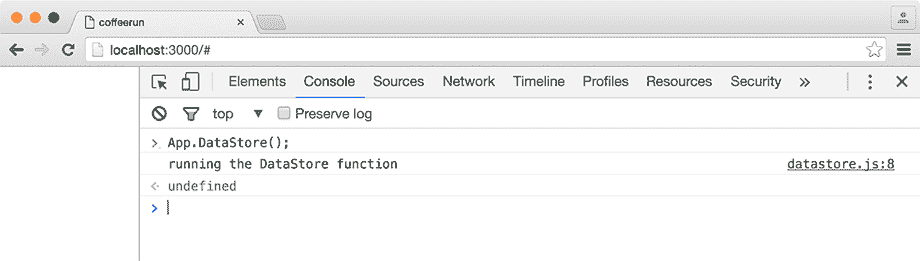 coffeerun
localhost:3000/#
Elements Console Sources Network Timeline Profiles Resources Security »
top Preserve log
> App.DataStore();
running the DataStore function datastore.js:8
undefined
>